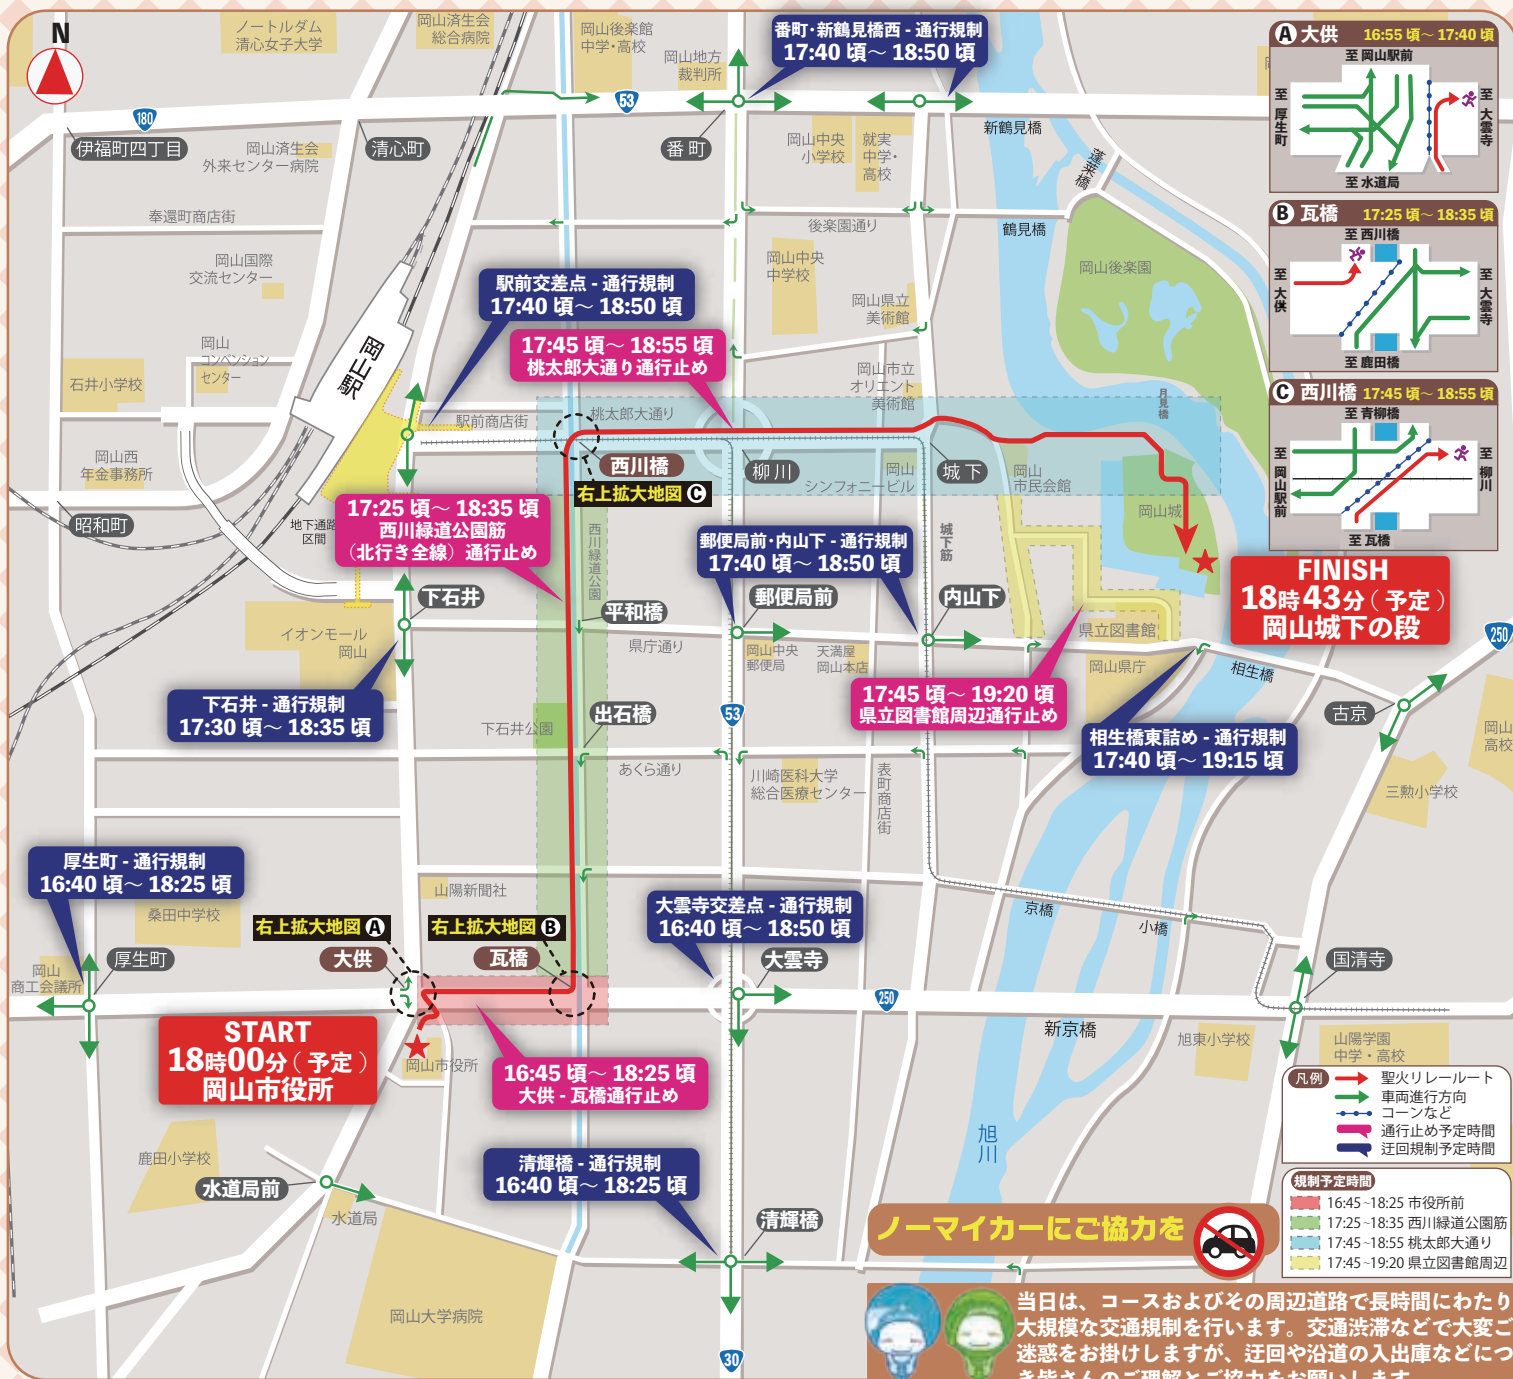 N
ノートルダム
清心女子大学
岡山済生会
総合病院
岡山後楽館
中学・高校
岡山地方
裁判所
番町・新鶴見橋西 - 通行規制
17:40 頃～ 18:50 頃
180
53
伊福町四丁目
岡山済生会
外来センター病院
清心町
番町
岡山中央
小学校
就実
中学・
高校
新鶴見橋
蓬莱橋
奉還町商店街
後楽園通り
鶴見橋
岡山国際
交流センター
岡山中央
中学校
岡山後楽園
駅前交差点 - 通行規制
17:40 頃～ 18:50 頃
岡山県立
美術館
17:45 頃～ 18:55 頃
桃太郎大通り通行止め
岡山
コンベンション
センター
岡山駅
石井小学校
岡山市立
オリエント
美術館
月見橋
駅前商店街
桃太郎大通り
岡山西
年金事務所
西川橋
柳川
城下
岡山
シンフォニービル
岡山
市民会館
右上拡大地図 C
岡山城
昭和町
地下通路
区間
17:25 頃～ 18:35 頃
西川緑道公園筋
（北行き全線）通行止め
西川緑道公園
城下筋
郵便局前・内山下 - 通行規制
17:40 頃～ 18:50 頃
FINISH
18時43分（予定）
岡山城下の段
下石井
平和橋
郵便局前
内山下
イオンモール
岡山
県庁通り
岡山中央
郵便局
天満屋
岡山本店
県立図書館
岡山県庁
相生橋
250
下石井 - 通行規制
17:30 頃～ 18:35 頃
17:45 頃～ 19:20 頃
県立図書館周辺通行止め
古京
岡山
高校
下石井公園
出石橋
53
相生橋東詰め - 通行規制
17:40 頃～ 19:15 頃
あくら通り
川崎医科大学
総合医療センター
表町商店街
三勲小学校
厚生町 - 通行規制
16:40 頃～ 18:25 頃
山陽新聞社
桑田中学校
大雲寺交差点 - 通行規制
16:40 頃～ 18:50 頃
京橋
小橋
右上拡大地図 A
右上拡大地図 B
岡山
商工会議所
厚生町
大供
瓦橋
大雲寺
国清寺
250
新京橋
START
18時00分（予定）
岡山市役所
岡山市役所
16:45 頃～ 18:25 頃
大供 - 瓦橋通行止め
旭東小学校
山陽学園
中学・高校
旭川
鹿田小学校
水道局前
水道局
清輝橋 - 通行規制
16:40 頃～ 18:25 頃
清輝橋
岡山大学病院
30
A 大供 16:55 頃～ 17:40 頃
至 岡山駅前
至 厚生町
至 大雲寺
至 水道局
B 瓦橋 17:25 頃～ 18:35 頃
至 西川橋
至 大供
至 大雲寺
至 鹿田橋
C 西川橋 17:45 頃～ 18:55 頃
至 青柳橋
至 岡山駅前
至 柳川
至 瓦橋
凡例
聖火リレールート
車両進行方向
コーンなど
通行止め予定時間
迂回規制予定時間
規制予定時間
16:45~18:25 市役所前
17:25~18:35 西川緑道公園筋
17:45~18:55 桃太郎大通り
17:45~19:20 県立図書館周辺
ノーマイカーにご協力を
当日は、コースおよびその周辺道路で長時間にわたり
大規模な交通規制を行います。交通渋滞などで大変ご
迷惑をお掛けしますが、迂回や沿道の入出庫などにつ
き皆さんのご理解とご協力をお願いします